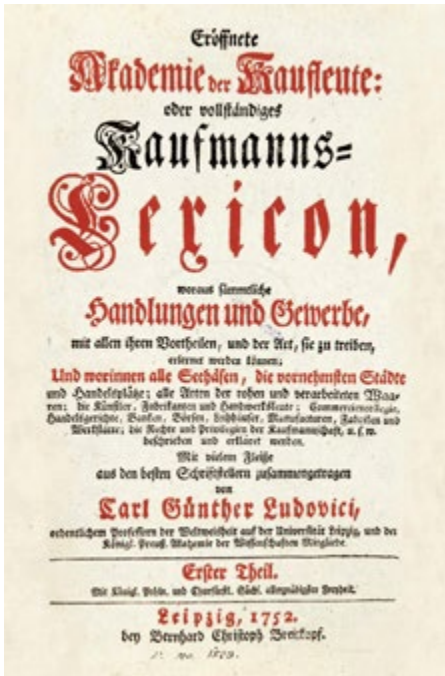 Eröffnete
Akademie der Kaufleute:
oder vollständiges
Kaufmanns=
Lexicon,
woraus sämmtliche
Handlungen und Gewerbe,
mit allen ihren Vortheilen, und der Art, sie zu treiben,
erlernet werden können;
Und worinnen alle Seehäfen, die vornehmsten Städte
und Handelsplätze; alle Arten der rohen und verarbeiteten Waa=
ren; die Künstler, Fabrikanten und Handwerksleute; Commerciencollegia,
Handelsgerichte, Banken, Börsen, Leihhäuser, Manufacturen, Fabriken und
Werkstäte; die Rechte und Privilegien der Kaufmannschaft, u. s. w.
beschrieben und erkläret werden.
Mit vielem Fleiße
aus den besten Schriftstellern zusammengetragen
von
Carl Günther Ludovici,
ordentlichem Professorn der Weltweisheit auf der Universität Leipzig, und der
Königl. Preuß. Akademie der Wissenschaften Mitgliede.
Erster Theil.
Mit Königl. Pohln. und Churfürstl. Sächs. allergnädigster Freyheit.
Leipzig, 1752.
bey Bernhard Christoph Breitkopf.